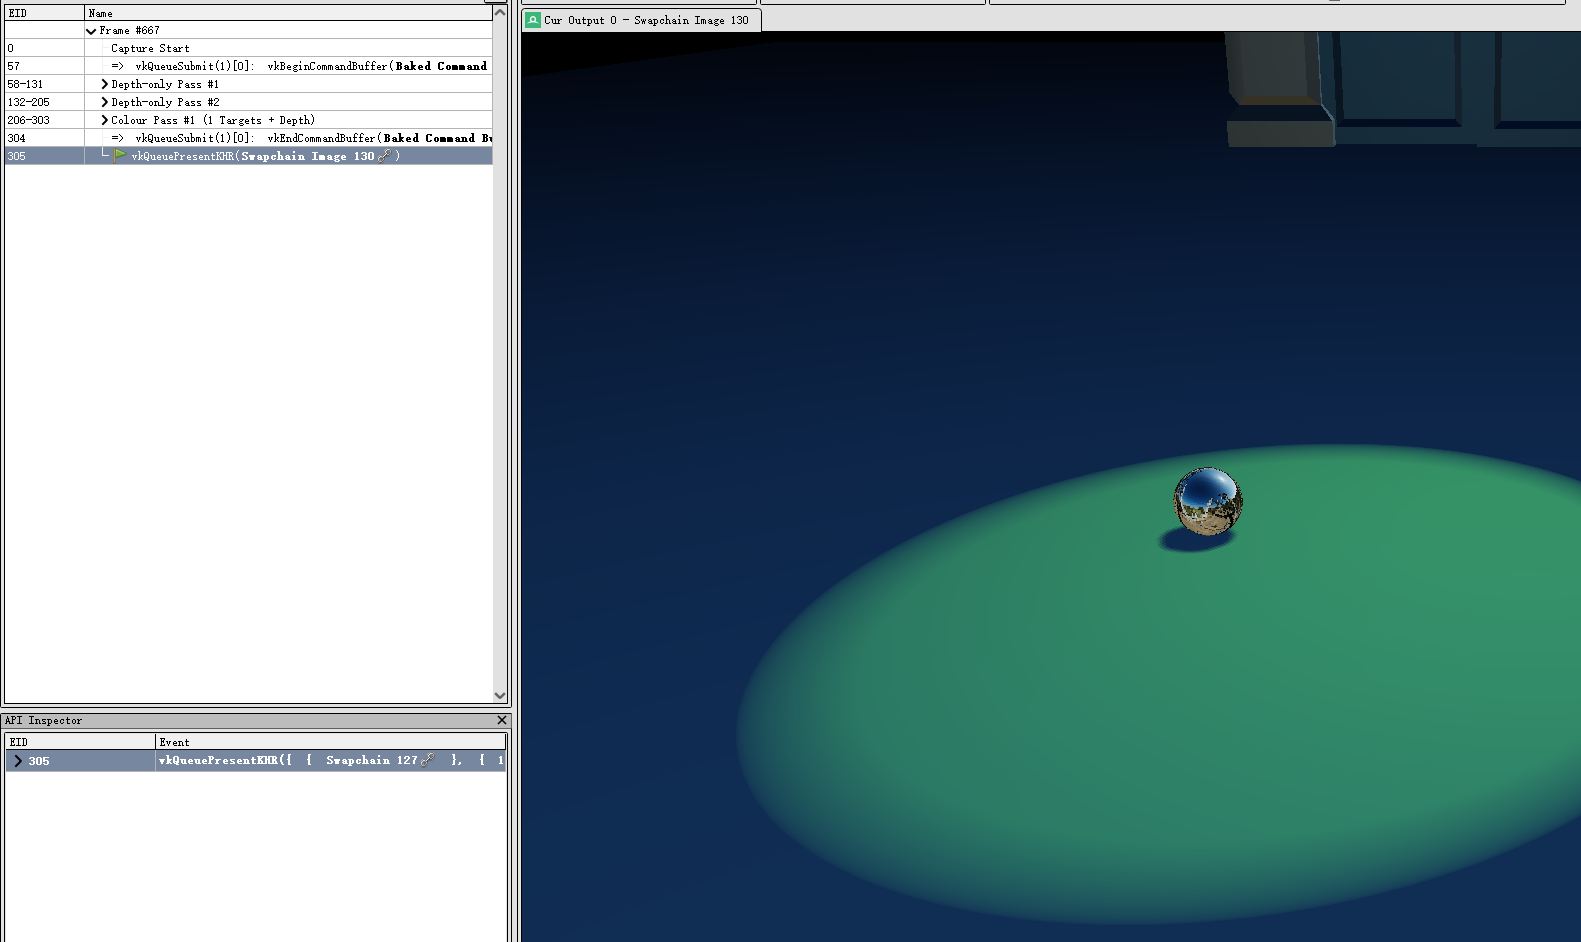 EID Name
Frame #667
0 Capture Start
57 => vkQueueSubmit(1)[0]: vkBeginCommandBuffer(Baked Command
58-131 Depth-only Pass #1
132-205 Depth-only Pass #2
206-303 Colour Pass #1 (1 Targets + Depth)
304 => vkQueueSubmit(1)[0]: vkEndCommandBuffer(Baked Command Bu
305 vkQueuePresentKHR(Swapchain Image 130)
API Inspector
EID Event
305 vkQueuePresentKHR({ { Swapchain 127 }, { 1
Cur Output 0 - Swapchain Image 130